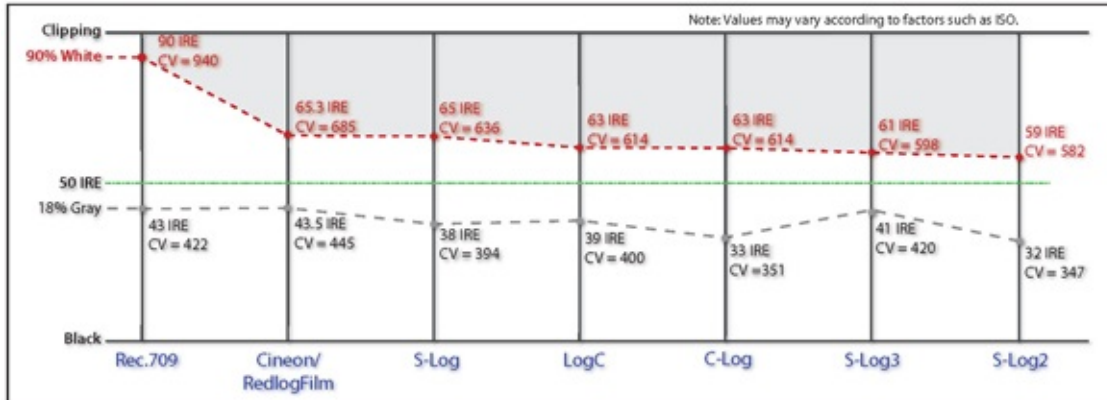 Note: Values may vary according to factors such as ISO.
Clipping
90% White
90 IRE
CV = 940
65.3 IRE
CV = 685
65 IRE
CV = 636
63 IRE
CV = 614
63 IRE
CV = 614
61 IRE
CV = 598
59 IRE
CV = 582
50 IRE
18% Gray
43 IRE
CV = 422
43.5 IRE
CV = 445
38 IRE
CV = 394
39 IRE
CV = 400
33 IRE
CV =351
41 IRE
CV = 420
32 IRE
CV = 347
Black
Rec.709
Cineon/
RedlogFilm
S-Log
LogC
C-Log
S-Log3
S-Log2